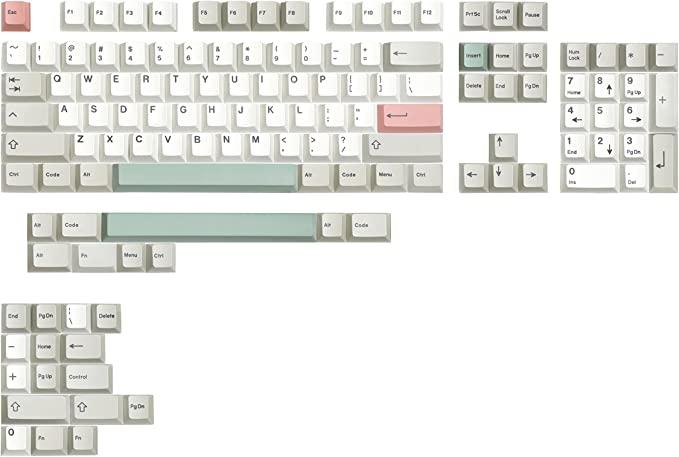 Esc F1 F2 F3 F4 F5 F6 F7 F8 F9 F10 F11 F12 Prt Sc Scroll Lock Pause
~ ` ! 1 @ 2 # 3 $ 4 % 5 ^ 6 & 7 * 8 ( 9 ) 0 _ - + = ← Insert Home Pg Up Num Lock / * -
Q W E R T Y U I O P { [ } ] | \ Delete End Pg Dn 7 Home 8 ↑ 9 Pg Up +
A S D F G H J K L : ; " ' 4 ← 5 6 →
Z X C V B N M < , > . ? / ↑ 1 End 2 ↓ 3 Pg Dn
Ctrl Code Alt Alt Code Menu Ctrl ← ↓ → 0 Ins . Del
Alt Code Alt Code
Alt Fn Menu Ctrl
End Pg Dn | \ Delete
- Home ←
+ Pg Up Control
Pg Dn
0 Fn Fn